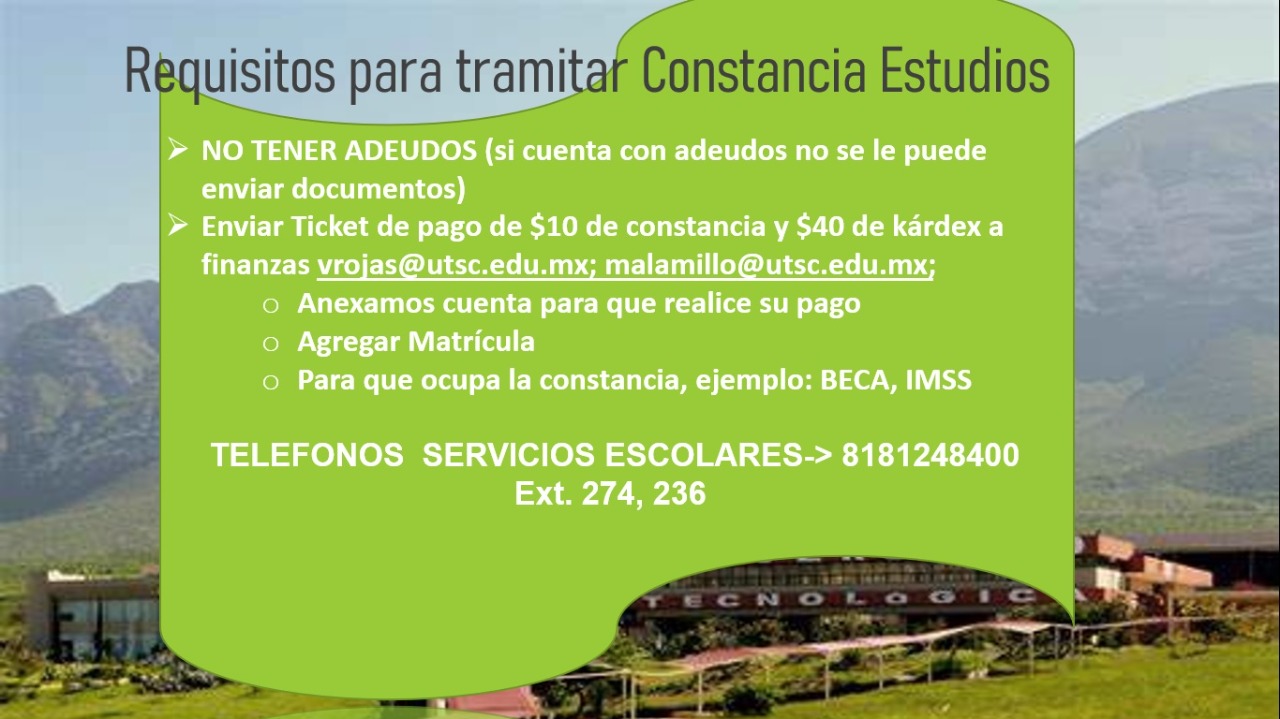 Requisitos para tramitar Constancia Estudios
➢ NO TENER ADEUDOS (si cuenta con adeudos no se le puede
enviar documentos)
➢ Enviar Ticket de pago de $10 de constancia y $40 de kárdex a
finanzas vrojas@utsc.edu.mx; malamillo@utsc.edu.mx;
o Anexamos cuenta para que realice su pago
o Agregar Matrícula
o Para que ocupa la constancia, ejemplo: BECA, IMSS
TELEFONOS SERVICIOS ESCOLARES-> 8181248400
Ext. 274, 236
TECNOLOGICA